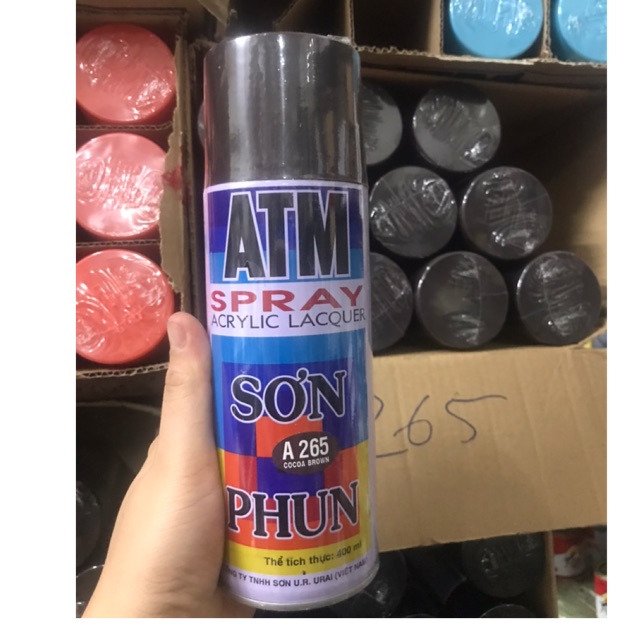 ATM
SPRAY
ACRYLIC LACQUER
SƠN
A 265
COCOA BROWN
PHUN
Thể tích thực: 400 ml
TY TNHH SƠN U.R. URAI (VIỆT NAM)
265